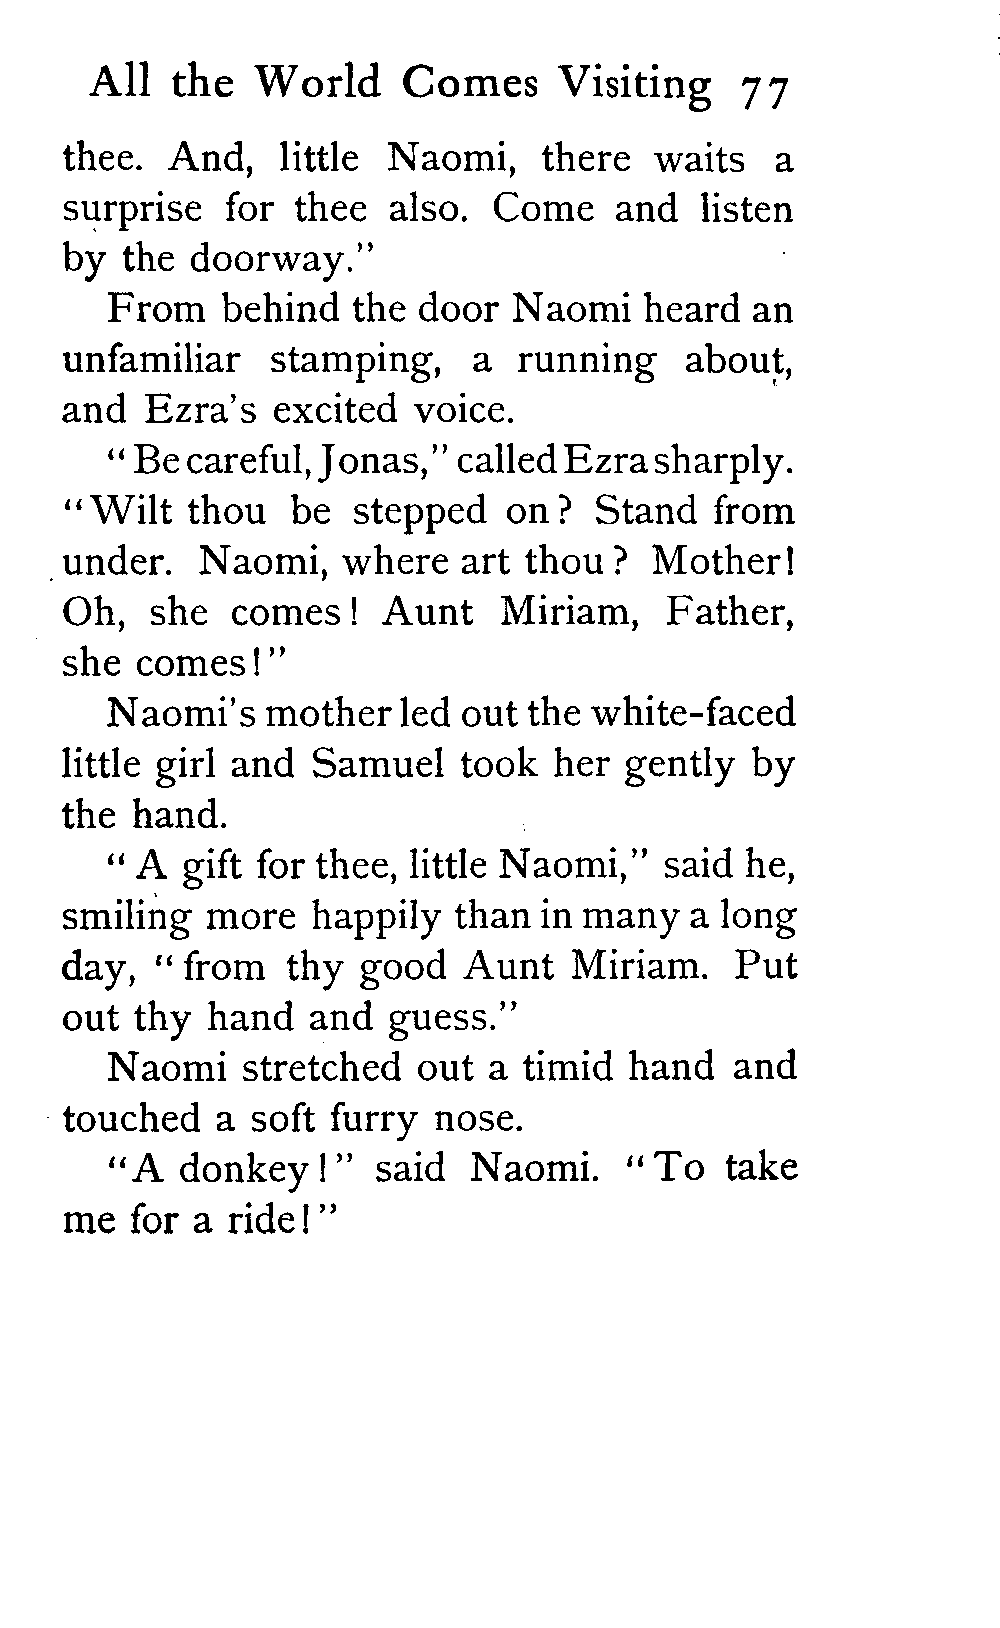 All the World Comes Visiting 77
thee. And, little Naomi, there waits a
surprise for thee also. Come and listen
by the doorway."
From behind the door Naomi heard an
unfamiliar stamping, a running about,
and Ezra's excited voice.
"Be careful, Jonas," called Ezra sharply.
"Wilt thou be stepped on? Stand from
under. Naomi, where art thou? Mother!
Oh, she comes! Aunt Miriam, Father,
she comes!"
Naomi's mother led out the white-faced
little girl and Samuel took her gently by
the hand.
"A gift for thee, little Naomi," said he,
smiling more happily than in many a long
day, "from thy good Aunt Miriam. Put
out thy hand and guess."
Naomi stretched out a timid hand and
touched a soft furry nose.
"A donkey!" said Naomi. "To take
me for a ride!"